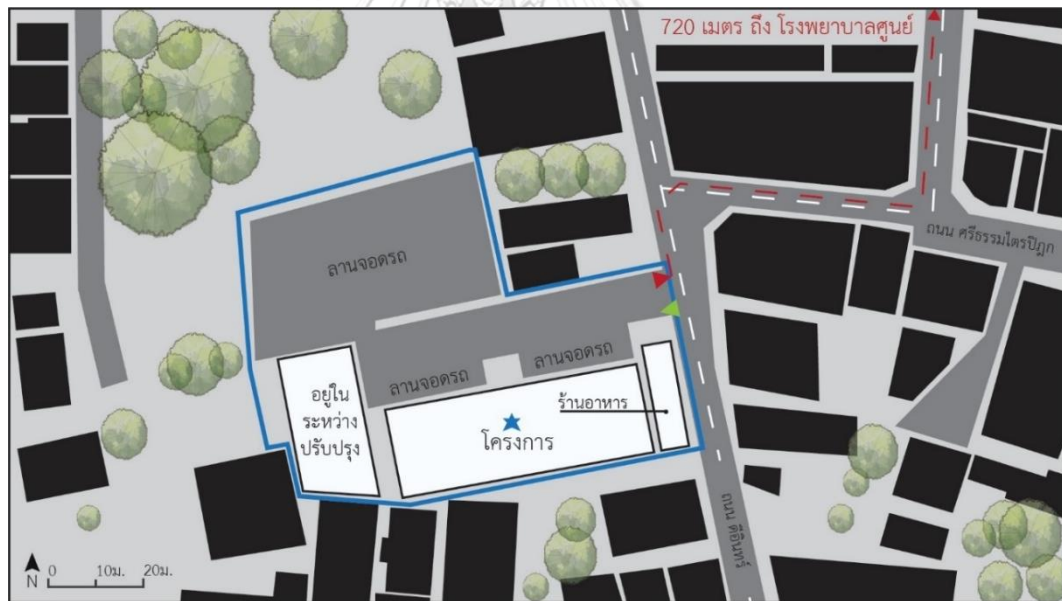 720 เมตร ถึง โรงพยาบาลศูนย์
ถนน ศรีธรรมไตรปิฎก
ลานจอดรถ
ลานจอดรถ
ลานจอดรถ
อยู่ใน
ระหว่าง
ปรับปรุง
ร้านอาหาร
โครงการ
ถนน ศิอินทร์
N
0 10ม. 20ม.